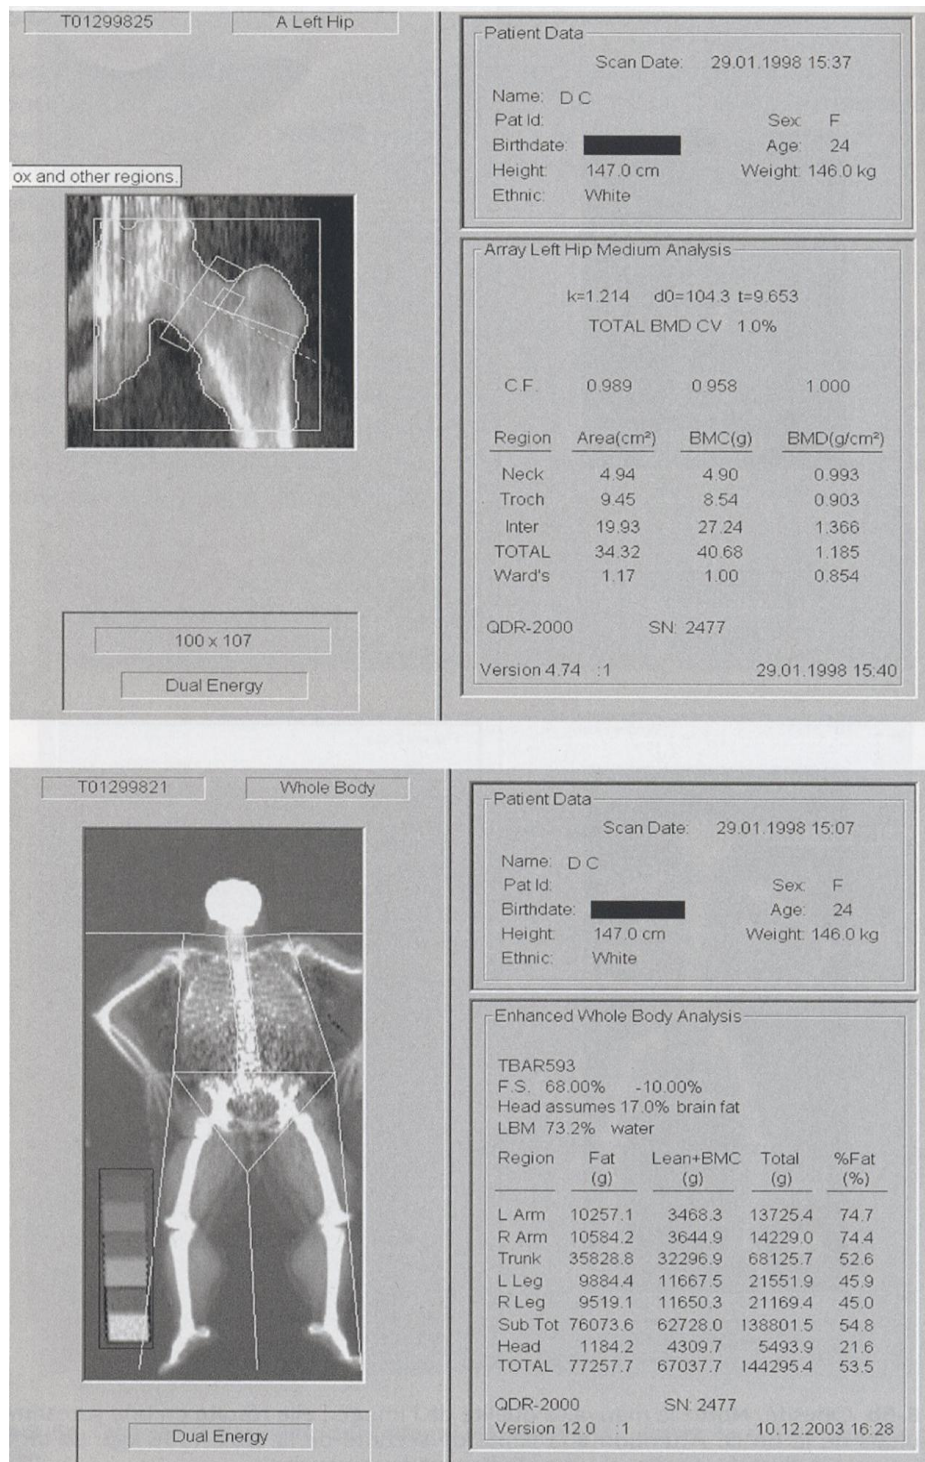 T01299825 A Left Hip
ox and other regions.
100 x 107
Dual Energy
Patient Data
Scan Date: 29.01.1998 15:37
Name: D C
Pat Id:
Sex: F
Birthdate:
Age: 24
Height: 147.0 cm Weight: 146.0 kg
Ethnic: White
Array Left Hip Medium Analysis
k=1.214 d0=104.3 t=9.653
TOTAL BMD CV 1.0%
C.F. 0.989 0.958 1.000
Region Area(cm²) BMC(g) BMD(g/cm²)
Neck 4.94 4.90 0.993
Troch 9.45 8.54 0.903
Inter 19.93 27.24 1.366
TOTAL 34.32 40.68 1.185
Ward's 1.17 1.00 0.854
QDR-2000 SN: 2477
Version 4.74 :1 29.01.1998 15:40
T01299821 Whole Body
Dual Energy
Patient Data
Scan Date: 29.01.1998 15:07
Name: D C
Pat Id: Sex: F
Birthdate: Age: 24
Height: 147.0 cm Weight: 146.0 kg
Ethnic: White
Enhanced Whole Body Analysis
TBAR593
F.S. 68.00% -10.00%
Head assumes 17.0% brain fat
LBM 73.2% water
Region Fat Lean+BMC Total %Fat
(g) (g) (g) (%)
L Arm 10257.1 3468.3 13725.4 74.7
R Arm 10584.2 3644.9 14229.0 74.4
Trunk 35828.8 32296.9 68125.7 52.6
L Leg 9884.4 11667.5 21551.9 45.9
R Leg 9519.1 11650.3 21169.4 45.0
Sub Tot 76073.6 62728.0 138801.5 54.8
Head 1184.2 4309.7 5493.9 21.6
TOTAL 77257.7 67037.7 144295.4 53.5
QDR-2000 SN: 2477
Version 12.0 :1 10.12.2003 16:28